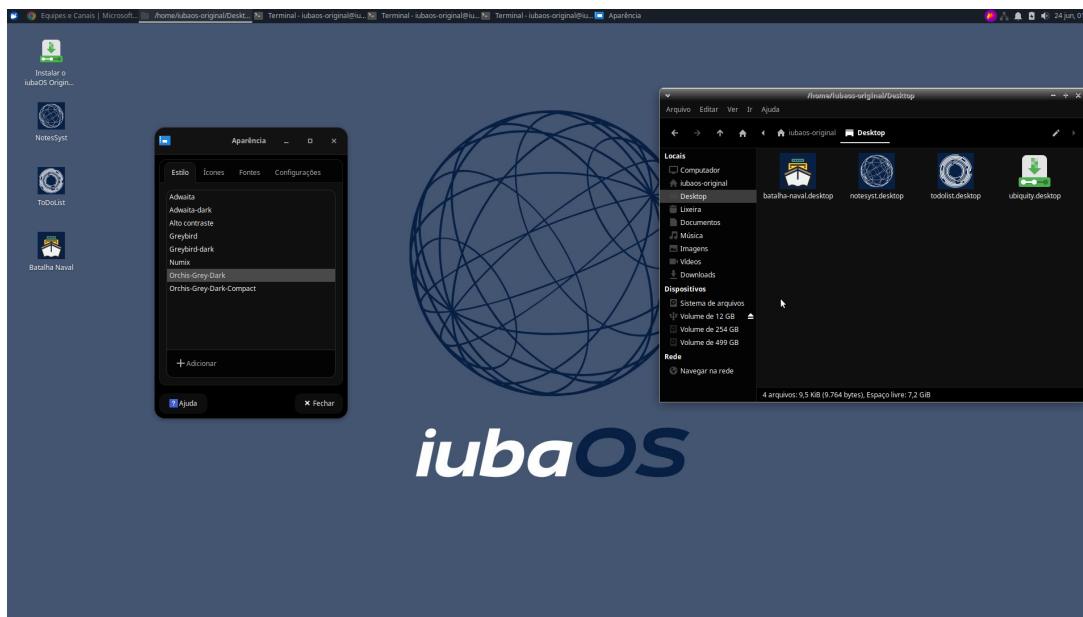 Equipes e Canais | Microsoft... /home/iubaos-original/Deskt... Terminal - iubaos-original@iu... Terminal - iubaos-original@iu... Terminal - iubaos-original@iu... Aparência 24 jun, 0
Instalar o
iubaOS Origin...
NotesSyst
ToDoList
Batalha Naval
Aparência
Estilo Ícones Fontes Configurações
Adwaita
Adwaita-dark
Alto contraste
Greybird
Greybird-dark
Numix
Orchis-Grey-Dark
Orchis-Grey-Dark-Compact
Adicionar
? Ajuda Fechar
/home/iubaos-original/Desktop
Arquivo Editar Ver Ir Ajuda
iubaos-original Desktop
Locais
Computador
iubaos-original
Desktop
Lixeira
Documentos
Música
Imagens
Vídeos
Downloads
Dispositivos
Sistema de arquivos
Volume de 12 GB
Volume de 254 GB
Volume de 499 GB
Rede
Navegar na rede
batalha-naval.desktop notesyst.desktop todolist.desktop ubiquity.desktop
4 arquivos: 9,5 KiB (9.764 bytes), Espaço livre: 7,2 GiB
iubaOS